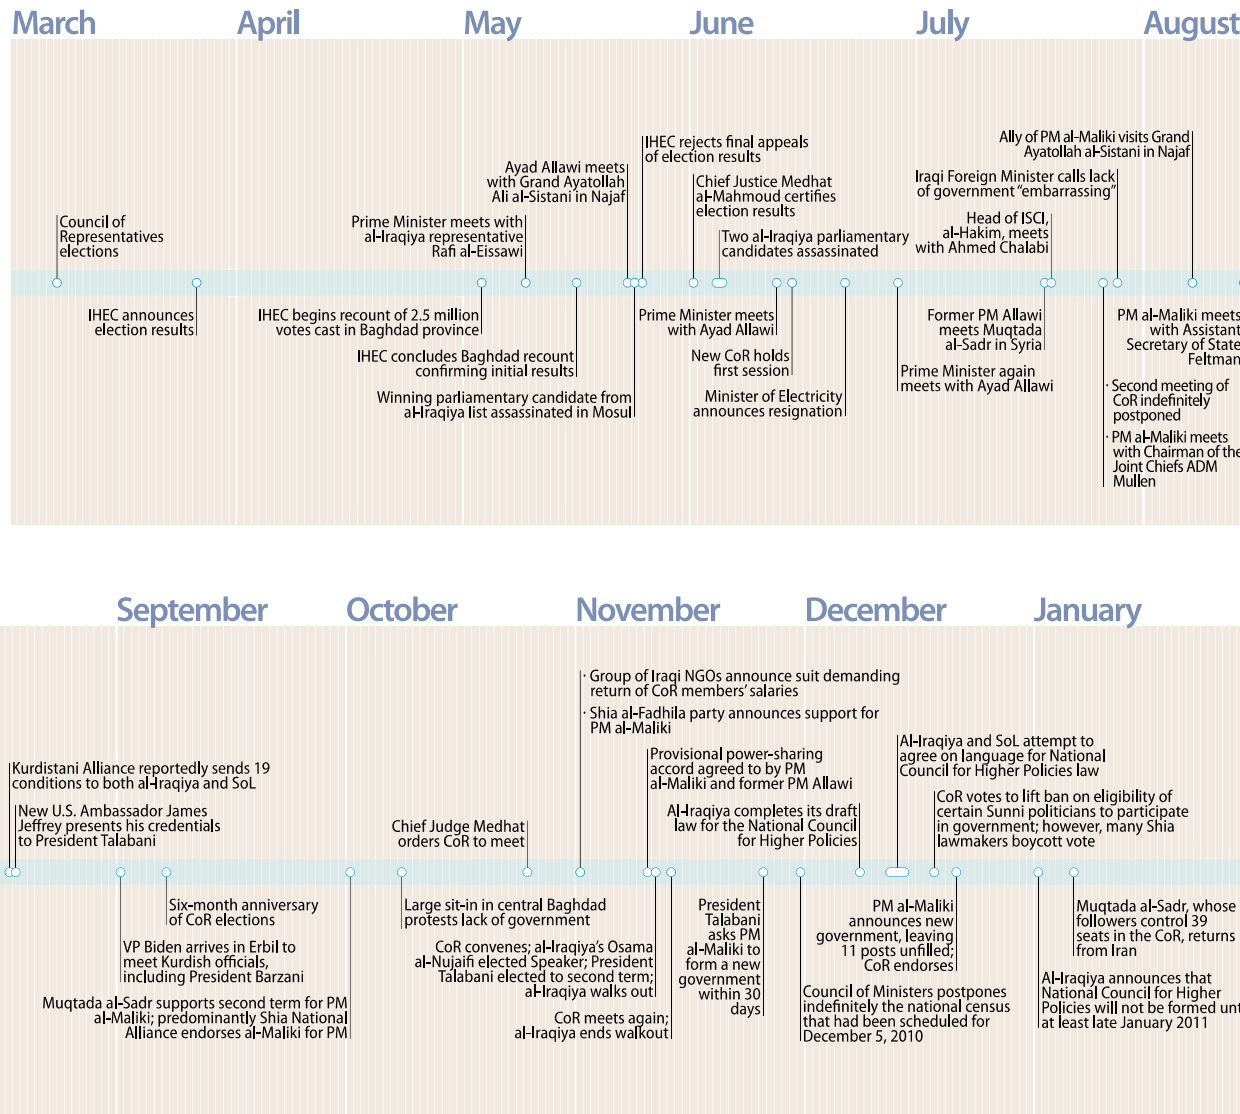 March
April
May
June
July
August
Council of
Representatives
elections
IHEC announces
election results
Prime Minister meets with
al-Iraqiya representative
Rafi al-Eissawi
IHEC begins recount of 2.5 million
votes cast in Baghdad province
IHEC concludes Baghdad recount
confirming initial results
Ayad Allawi meets
with Grand Ayatollah
Ali al-Sistani in Najaf
Winning parliamentary candidate from
al-Iraqiya list assassinated in Mosul
IHEC rejects final appeals
of election results
Chief Justice Medhat
al-Mahmoud certifies
election results
Two al-Iraqiya parliamentary
candidates assassinated
Prime Minister meets
with Ayad Allawi
New CoR holds
first session
Minister of Electricity
announces resignation
Prime Minister again
meets with Ayad Allawi
Former PM Allawi
meets Muqtada
al-Sadr in Syria
Head of ISCI,
al-Hakim, meets
with Ahmed Chalabi
Iraqi Foreign Minister calls lack
of government “embarrassing”
Ally of PM al-Maliki visits Grand
Ayatollah al-Sistani in Najaf
PM al-Maliki meets
with Assistant
Secretary of State
Feltman
· Second meeting of
CoR indefinitely
postponed
· PM al-Maliki meets
with Chairman of the
Joint Chiefs ADM
Mullen
September
October
November
December
January
Kurdistani Alliance reportedly sends 19
conditions to both al-Iraqiya and SoL
New U.S. Ambassador James
Jeffrey presents his credentials
to President Talabani
Six-month anniversary
of CoR elections
VP Biden arrives in Erbil to
meet Kurdish officials,
including President Barzani
Muqtada al-Sadr supports second term for PM
al-Maliki; predominantly Shia National
Alliance endorses al-Maliki for PM
Chief Judge Medhat
orders CoR to meet
Large sit-in in central Baghdad
protests lack of government
CoR convenes; al-Iraqiya’s Osama
al-Nujaifi elected Speaker; President
Talabani elected to second term;
al-Iraqiya walks out
CoR meets again;
al-Iraqiya ends walkout
· Group of Iraqi NGOs announce suit demanding
return of CoR members’ salaries
· Shia al-Fadhila party announces support for
PM al-Maliki
Provisional power-sharing
accord agreed to by PM
al-Maliki and former PM Allawi
Al-Iraqiya completes its draft
law for the National Council
for Higher Policies
President
Talabani
asks PM
al-Maliki to
form a new
government
within 30
days
Al-Iraqiya and SoL attempt to
agree on language for National
Council for Higher Policies law
CoR votes to lift ban on eligibility of
certain Sunni politicians to participate
in government; however, many Shia
lawmakers boycott vote
PM al-Maliki
announces new
government, leaving
11 posts unfilled;
CoR endorses
Council of Ministers postpones
indefinitely the national census
that had been scheduled for
December 5, 2010
Muqtada al-Sadr, whose
followers control 39
seats in the CoR, returns
from Iran
Al-Iraqiya announces that
National Council for Higher
Policies will not be formed unt
at least late January 2011